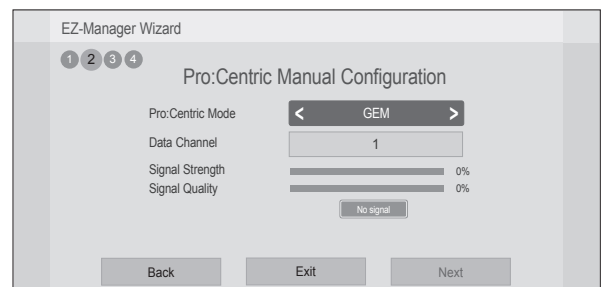 EZ-Manager Wizard
1 2 3 4
Pro:Centric Manual Configuration
Pro:Centric Mode < GEM >
Data Channel 1
Signal Strength 0%
Signal Quality 0%
No signal
Back Exit Next